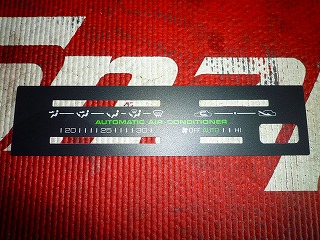 AUTOMATIC AIR CONDITIONER
20 25 30 OFF AUTO HI